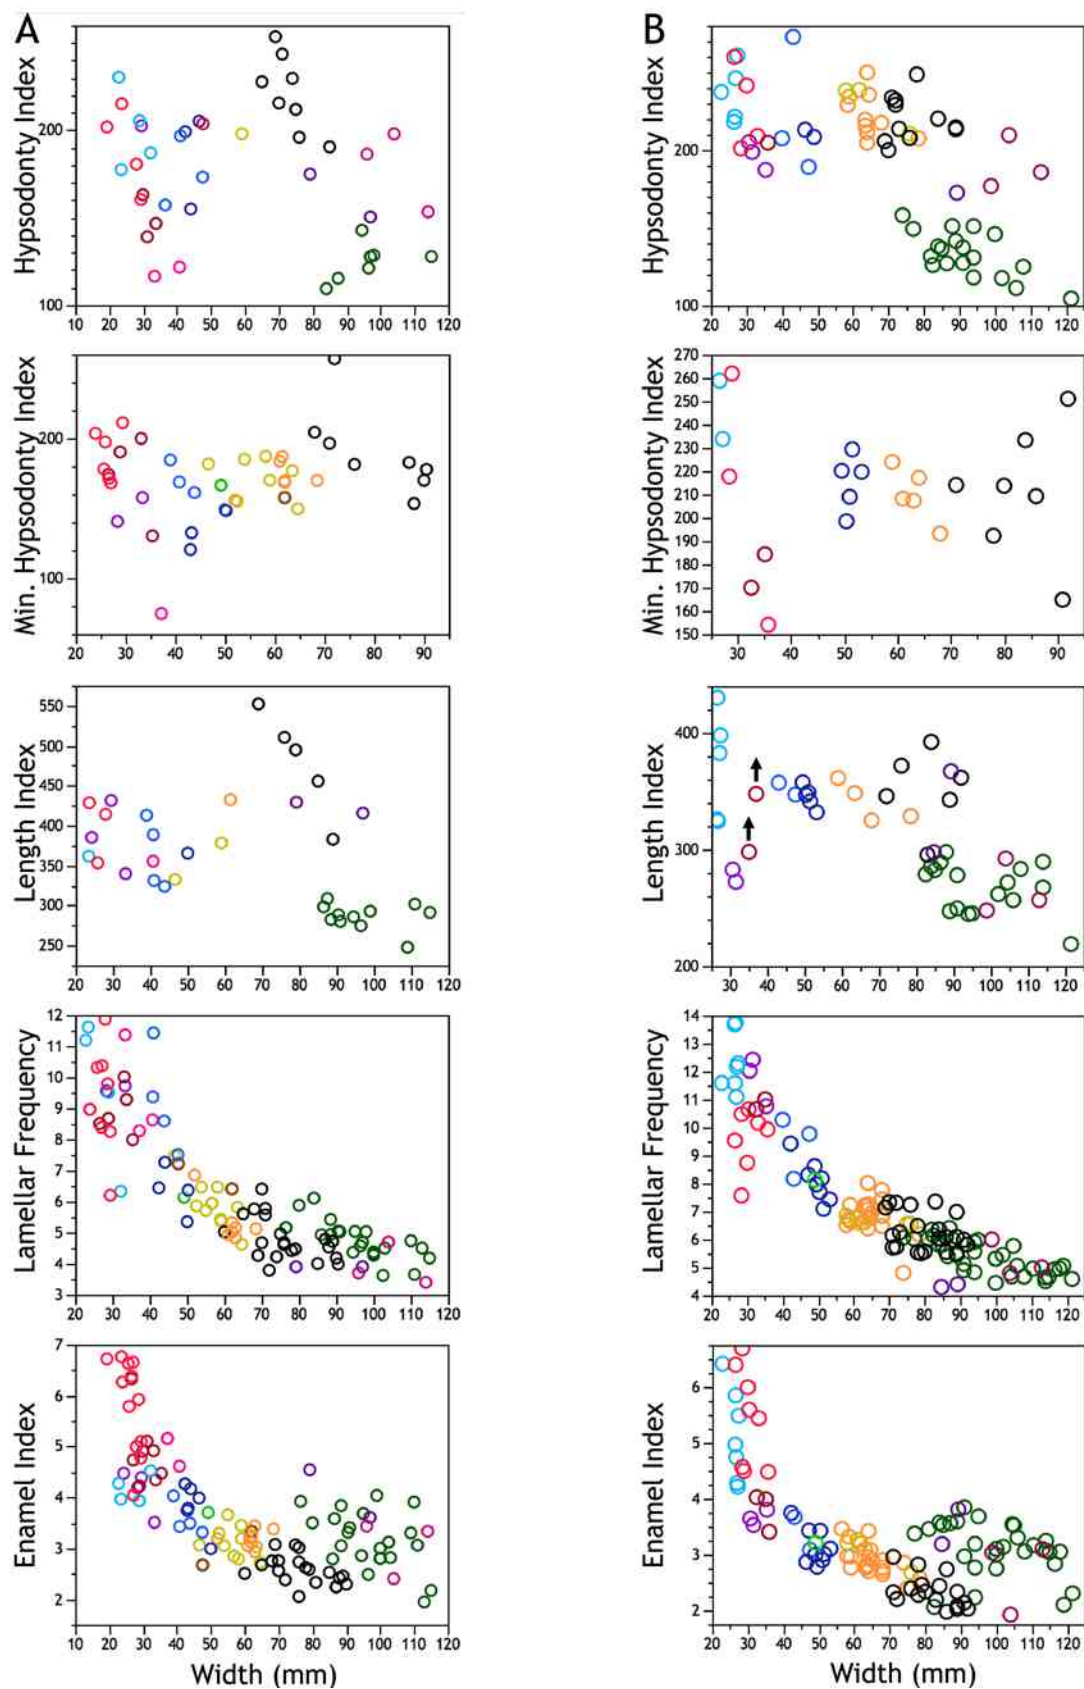 A
B
Hypsodonty Index
200
100
10 20 30 40 50 60 70 80 90 100 110 120
Hypsodonty Index
200
100
20 30 40 50 60 70 80 90 100 110 120
Min. Hypsodonty Index
200
100
20 30 40 50 60 70 80 90
Min. Hypsodonty Index
270
260
250
240
230
220
210
200
190
180
170
160
150
30 40 50 60 70 80 90
Length Index
550
500
450
400
350
300
250
20 30 40 50 60 70 80 90 100 110 120
Length Index
400
300
200
30 40 50 60 70 80 90 100 110 120
Lamellar Frequency
12
11
10
9
8
7
6
5
4
3
20 30 40 50 60 70 80 90 100 110 120
Lamellar Frequency
14
13
12
11
10
9
8
7
6
5
4
20 30 40 50 60 70 80 90 100 110 120
Enamel Index
7
6
5
4
3
2
10 20 30 40 50 60 70 80 90 100 110 120
Width (mm)
Enamel Index
6
5
4
3
2
20 30 40 50 60 70 80 90 100 110 120
Width (mm)